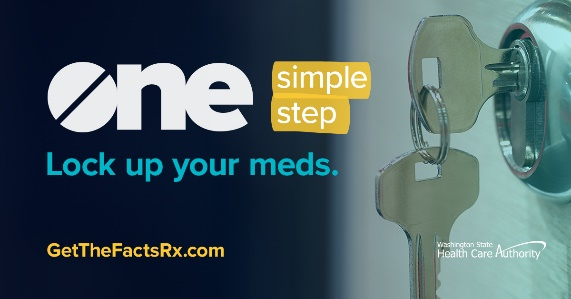 one
simple
step
Lock up your meds.
GetTheFactsRx.com
Washington State
Health Care Authority